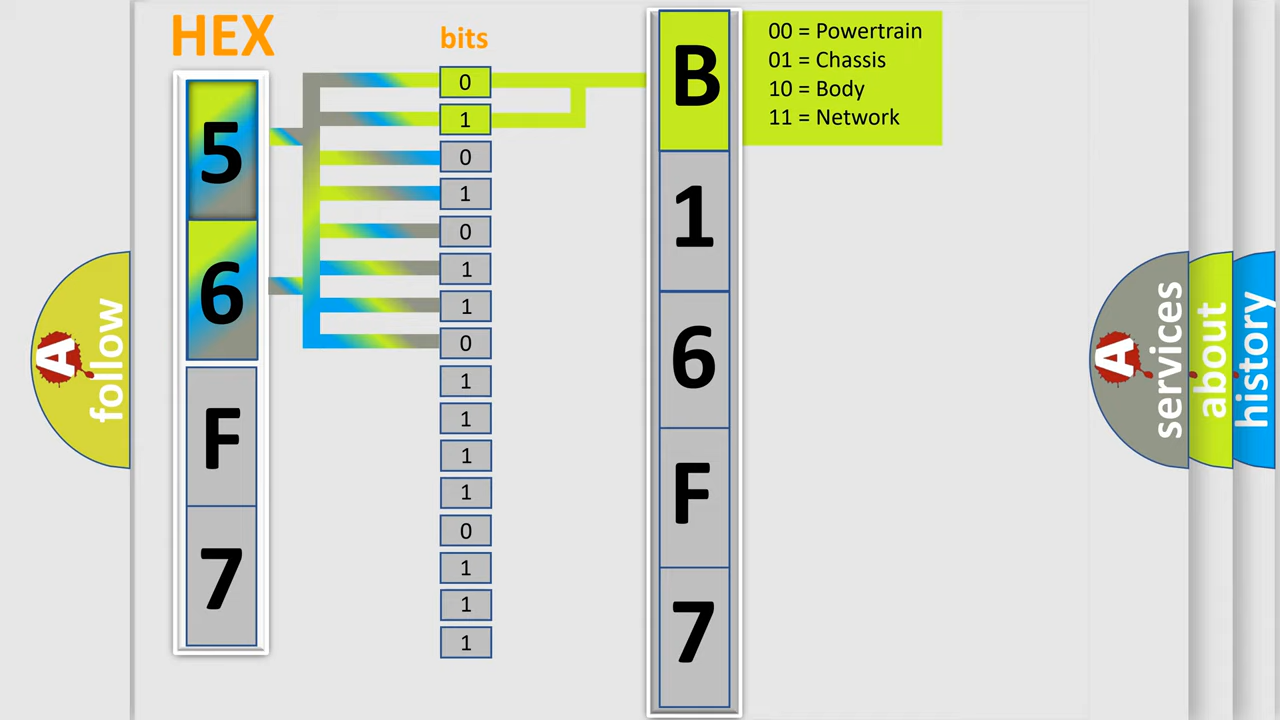 HEX
bits
5
6
F
7
0
1
0
1
0
1
1
0
1
1
1
1
0
1
1
1
B
1
6
F
7
00 = Powertrain
01 = Chassis
10 = Body
11 = Network
A
follow
A
services
about
history